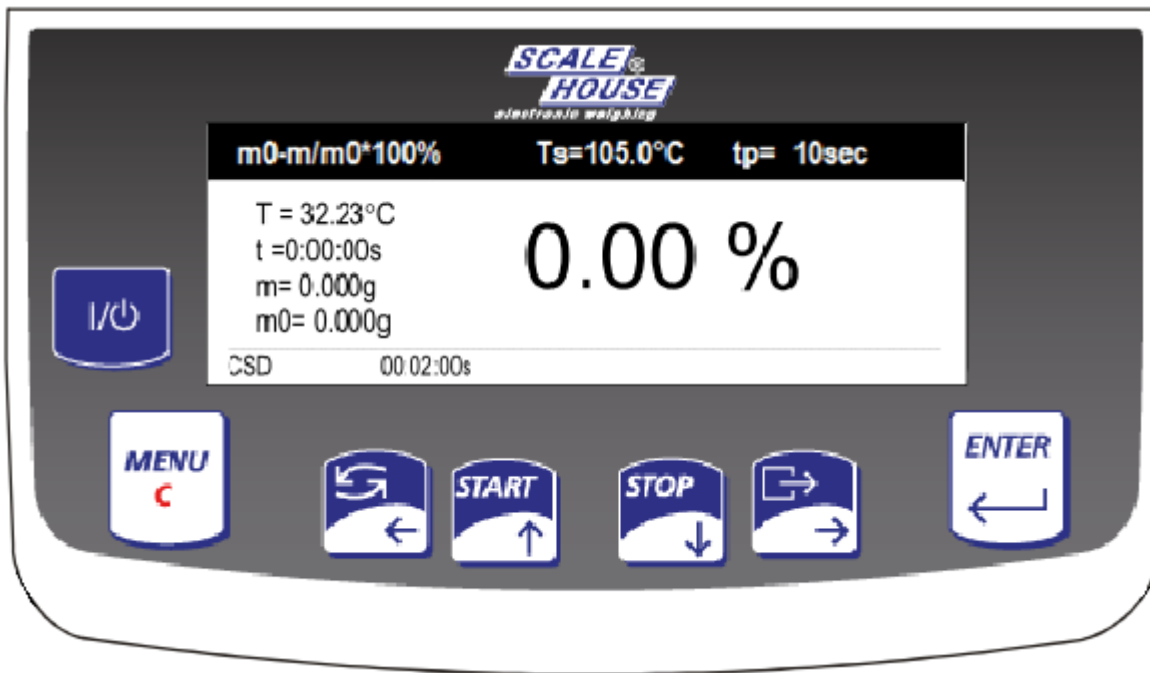 SCALE®
HOUSE
electronic weighing
m0-m/m0*100% Ts=105.0°C tp= 10sec
T = 32.23°C
t =0:00:00s
0.00 %
m= 0.000g
m0= 0.000g
I/⏻
CSD 00:02:00s
MENU
C
START
STOP
ENTER